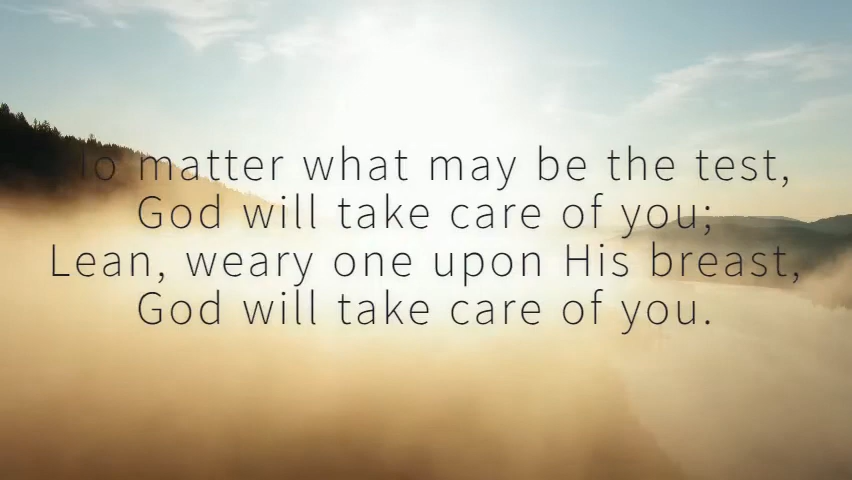 No matter what may be the test,
God will take care of you;
Lean, weary one upon His breast,
God will take care of you.